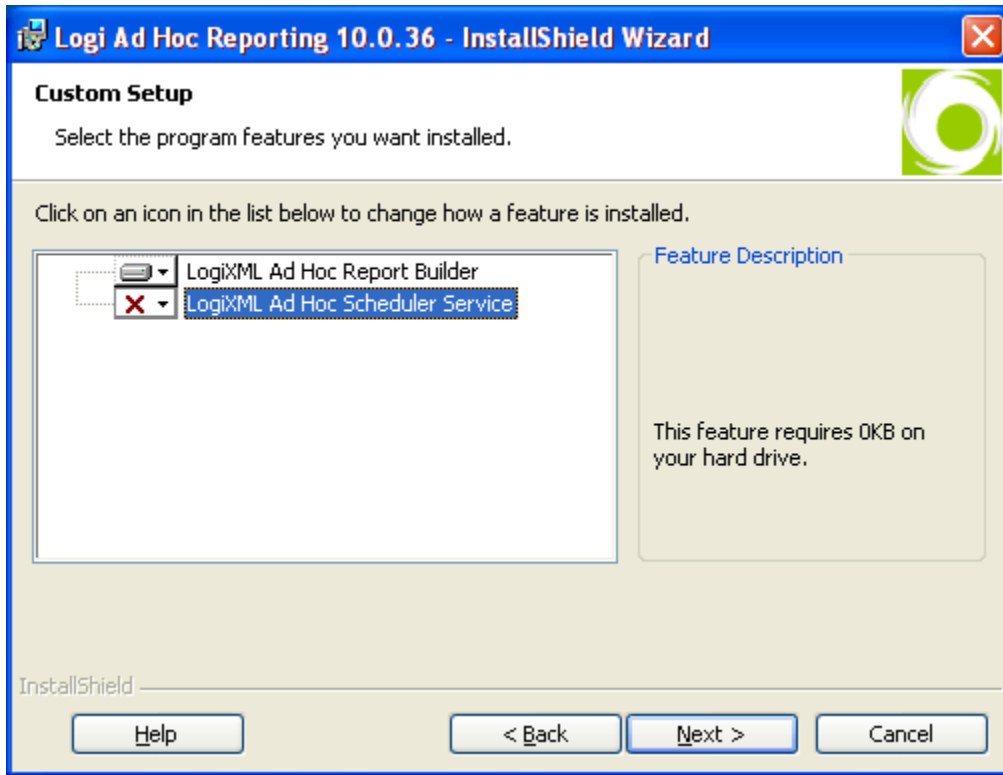 Logi Ad Hoc Reporting 10.0.36 - InstallShield Wizard
Custom Setup
Select the program features you want installed.
Click on an icon in the list below to change how a feature is installed.
LogiXML Ad Hoc Report Builder
LogiXML Ad Hoc Scheduler Service
Feature Description
This feature requires 0KB on
your hard drive.
InstallShield
Help
< Back
Next >
Cancel